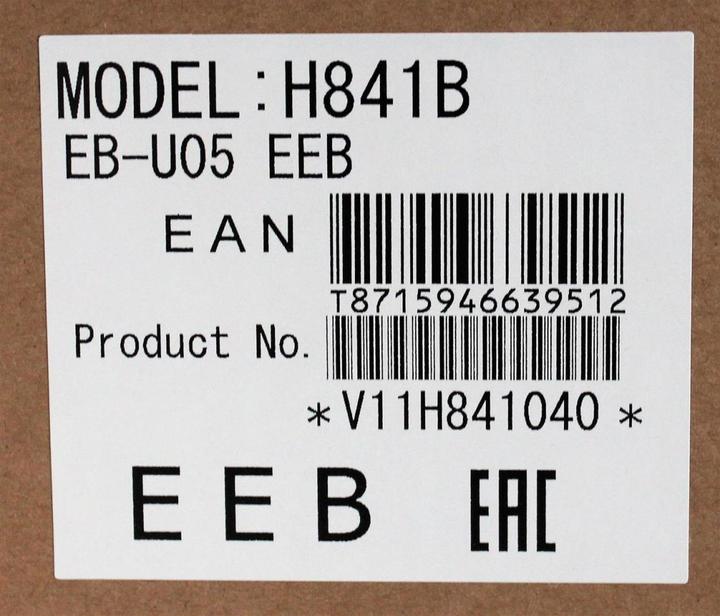 MODEL:H841B
EB-U05 EEB
EAN
T8715946639512
Product No.
*V11H841040*
EEB EAC